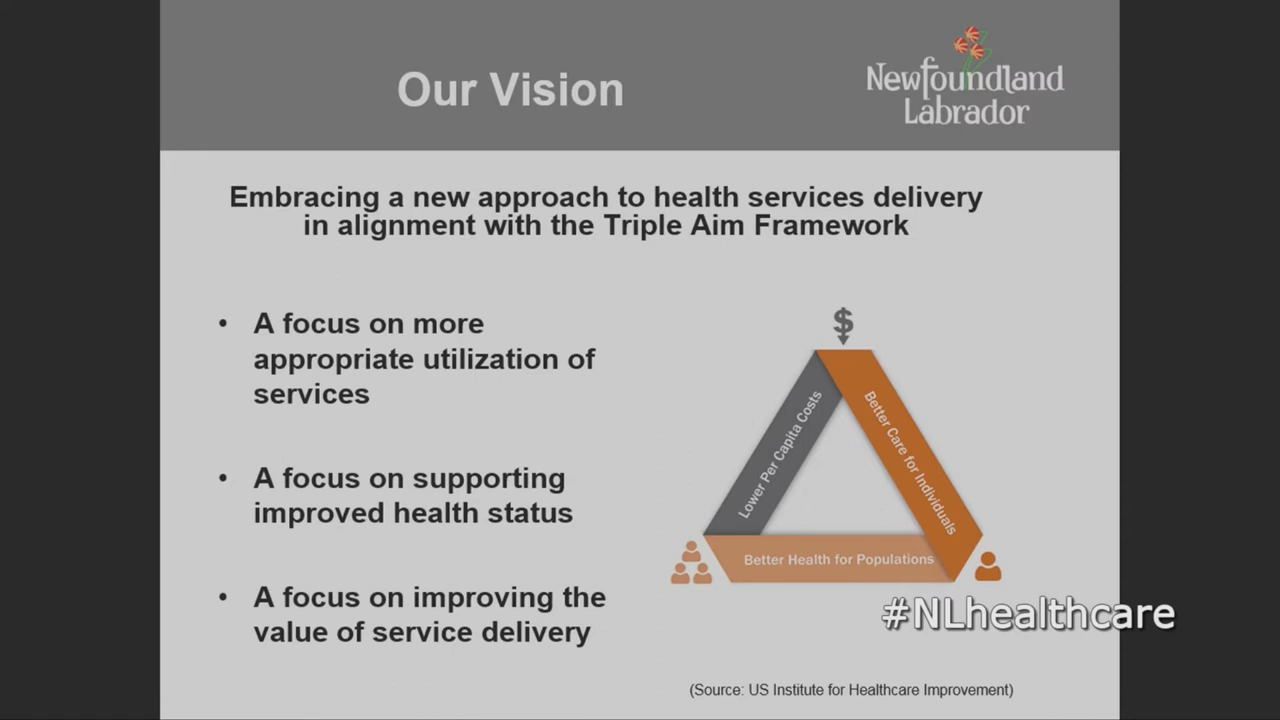 Our Vision
Newfoundland
Labrador
Embracing a new approach to health services delivery
in alignment with the Triple Aim Framework
• A focus on more
appropriate utilization of
services
• A focus on supporting
improved health status
• A focus on improving the
value of service delivery
$
Lower Per Capita Costs
Better Care for Individuals
Better Health for Populations
#NLhealthcare
(Source: US Institute for Healthcare Improvement)